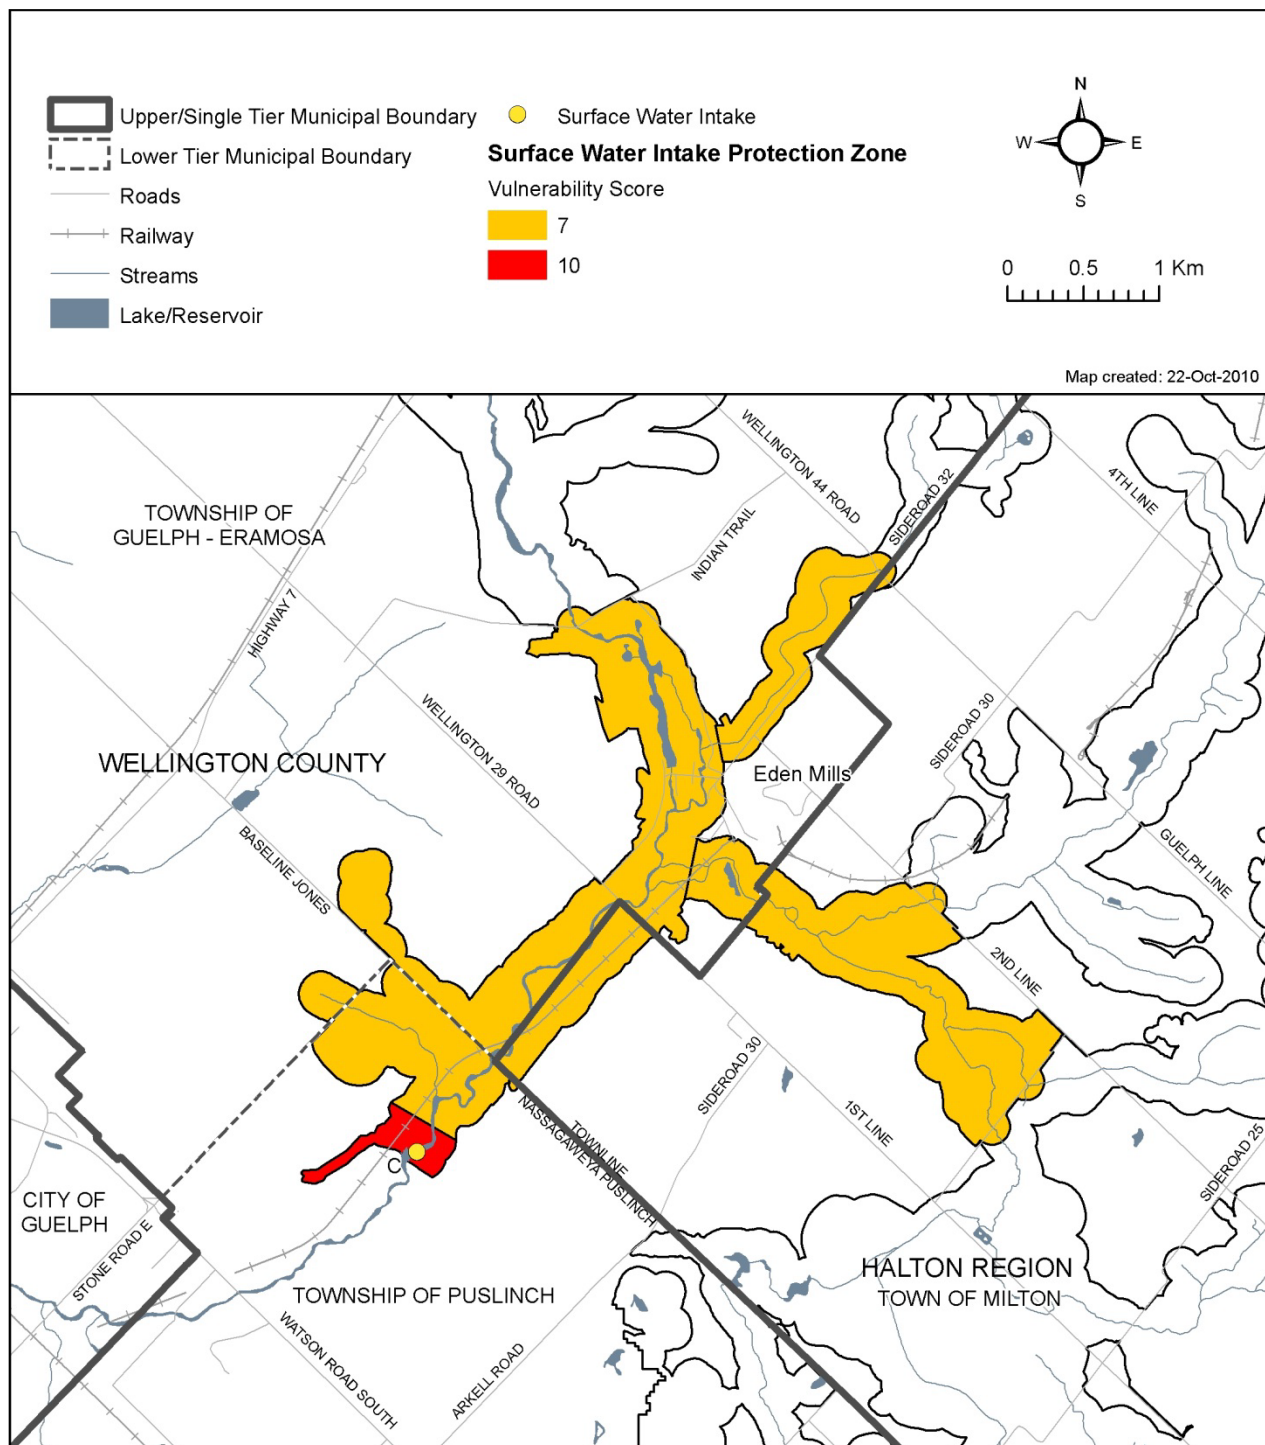 Upper/Single Tier Municipal Boundary
Lower Tier Municipal Boundary
Roads
Railway
Streams
Lake/Reservoir
Surface Water Intake
Surface Water Intake Protection Zone
Vulnerability Score
7
10
N
W E
S
0 0.5 1 Km
Map created: 22-Oct-2010
WELLINGTON 44 ROAD
SIDEROAD 32
4TH LINE
TOWNSHIP OF
GUELPH - ERAMOSA
INDIAN TRAIL
HIGHWAY 7
WELLINGTON 29 ROAD
SIDEROAD 30
WELLINGTON COUNTY
Eden Mills
BASELINE JONES
GUELPH LINE
2ND LINE
SIDEROAD 30
1ST LINE
TOWNLINE
NASSAGAWEYA PUSLINCH
C
SIDEROAD 25
CITY OF
GUELPH
STONE ROAD E
TOWNSHIP OF PUSLINCH
HALTON REGION
TOWN OF MILTON
WATSON ROAD SOUTH
ARKELL ROAD